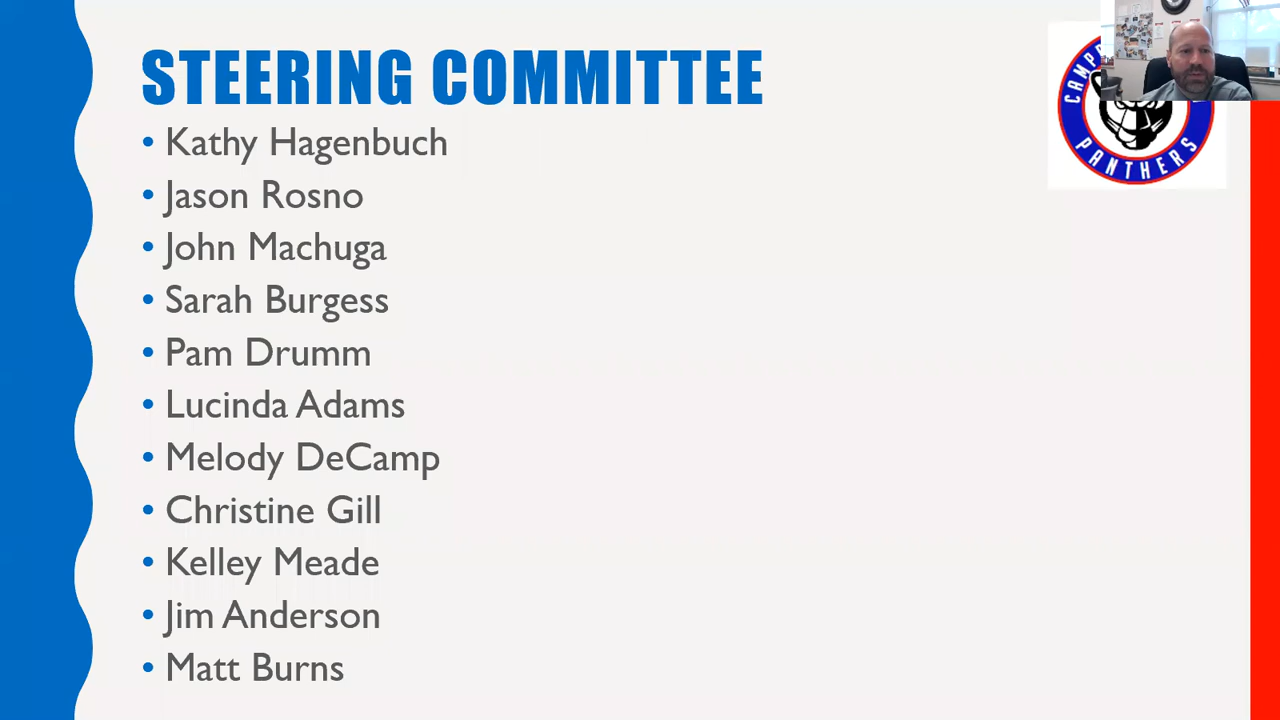 STEERING COMMITTEE
• Kathy Hagenbuch
• Jason Rosno
• John Machuga
• Sarah Burgess
• Pam Drumm
• Lucinda Adams
• Melody DeCamp
• Christine Gill
• Kelley Meade
• Jim Anderson
• Matt Burns
PANTHERS